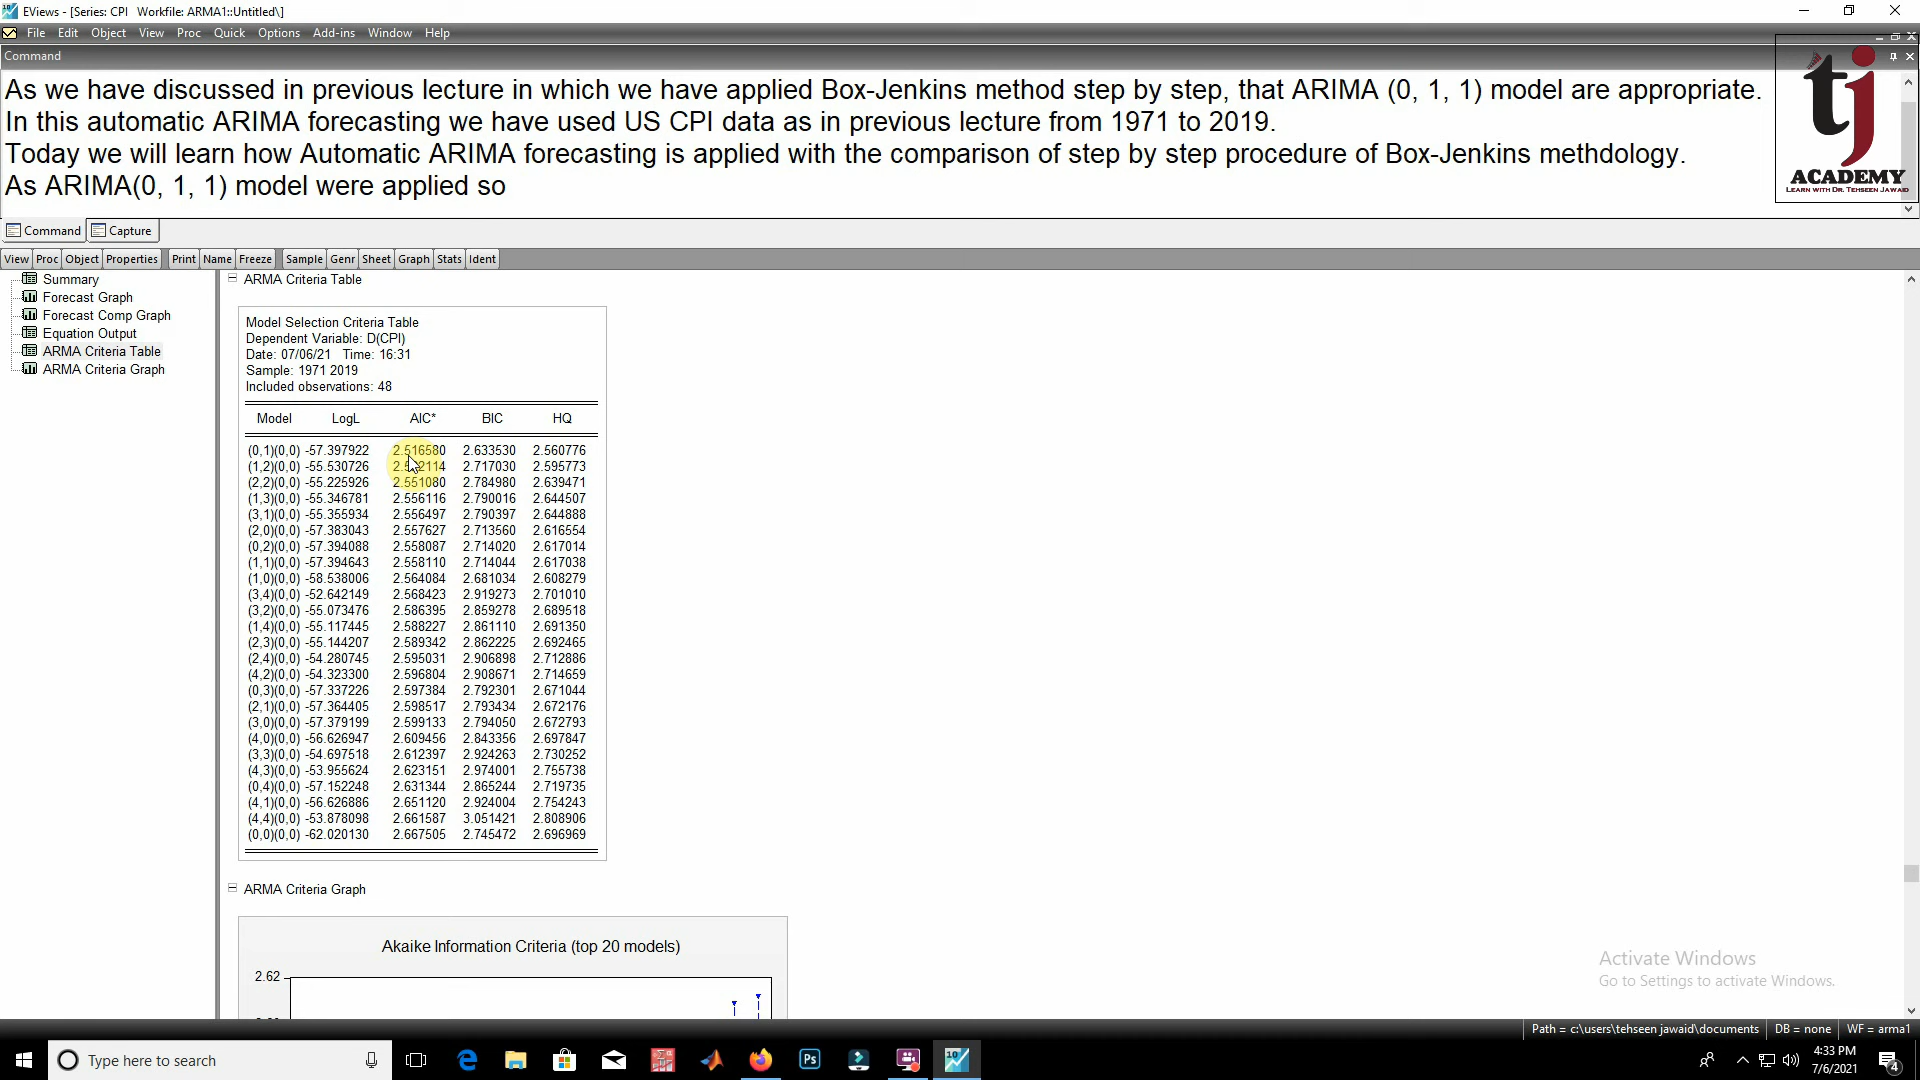 EViews - [Series: CPI   Workfile: ARMA1::Untitled\]
File Edit Object View Proc Quick Options Add-ins Window Help
Command
As we have discussed in previous lecture in which we have applied Box-Jenkins method step by step, that ARIMA (0, 1, 1) model are appropriate.
In this automatic ARIMA forecasting we have used US CPI data as in previous lecture from 1971 to 2019.
Today we will learn how Automatic ARIMA forecasting is applied with the comparison of step by step procedure of Box-Jenkins methdology.
As ARIMA(0, 1, 1) model were applied so
tj
ACADEMY
LEARN WITH DR. TEHSEEN JAWAID
Command Capture
View Proc Object Properties Print Name Freeze Sample Genr Sheet Graph Stats Ident
Summary
Forecast Graph
Forecast Comp Graph
Equation Output
ARMA Criteria Table
ARMA Criteria Graph
ARMA Criteria Table
Model Selection Criteria Table
Dependent Variable: D(CPI)
Date: 07/06/21   Time: 16:31
Sample: 1971 2019
Included observations: 48
Model LogL AIC* BIC HQ
(0,1)(0,0) -57.397922 2.516580 2.633530 2.560776
(1,2)(0,0) -55.530726 2.717030 2.595773
(2,2)(0,0) -55.225926 2.551080 2.784980 2.639471
(1,3)(0,0) -55.346781 2.556116 2.790016 2.644507
(3,1)(0,0) -55.355934 2.556497 2.790397 2.644888
(2,0)(0,0) -57.383043 2.557627 2.713560 2.616554
(0,2)(0,0) -57.394088 2.558087 2.714020 2.617014
(1,1)(0,0) -57.394643 2.558110 2.714044 2.617038
(1,0)(0,0) -58.538006 2.564084 2.681034 2.608279
(3,4)(0,0) -52.642149 2.568423 2.919273 2.701010
(3,2)(0,0) -55.073476 2.586395 2.859278 2.689518
(1,4)(0,0) -55.117445 2.588227 2.861110 2.691350
(2,3)(0,0) -55.144207 2.589342 2.862225 2.692465
(2,4)(0,0) -54.280745 2.595031 2.906898 2.712886
(4,2)(0,0) -54.323300 2.596804 2.908671 2.714659
(0,3)(0,0) -57.337226 2.597384 2.792301 2.671044
(2,1)(0,0) -57.364405 2.598517 2.793434 2.672176
(3,0)(0,0) -57.379199 2.599133 2.794050 2.672793
(4,0)(0,0) -56.626947 2.609456 2.843356 2.697847
(3,3)(0,0) -54.697518 2.612397 2.924263 2.730252
(4,3)(0,0) -53.955624 2.623151 2.974001 2.755738
(0,4)(0,0) -57.152248 2.631344 2.865244 2.719735
(4,1)(0,0) -56.626886 2.651120 2.924004 2.754243
(4,4)(0,0) -53.878098 2.661587 3.051421 2.808906
(0,0)(0,0) -62.020130 2.667505 2.745472 2.696969
ARMA Criteria Graph
Akaike Information Criteria (top 20 models)
2.62
Activate Windows
Go to Settings to activate Windows.
Path = c:\users\tehseen jawaid\documents DB = none WF = arma1
Type here to search
Ps
10
4:33 PM
7/6/2021
4